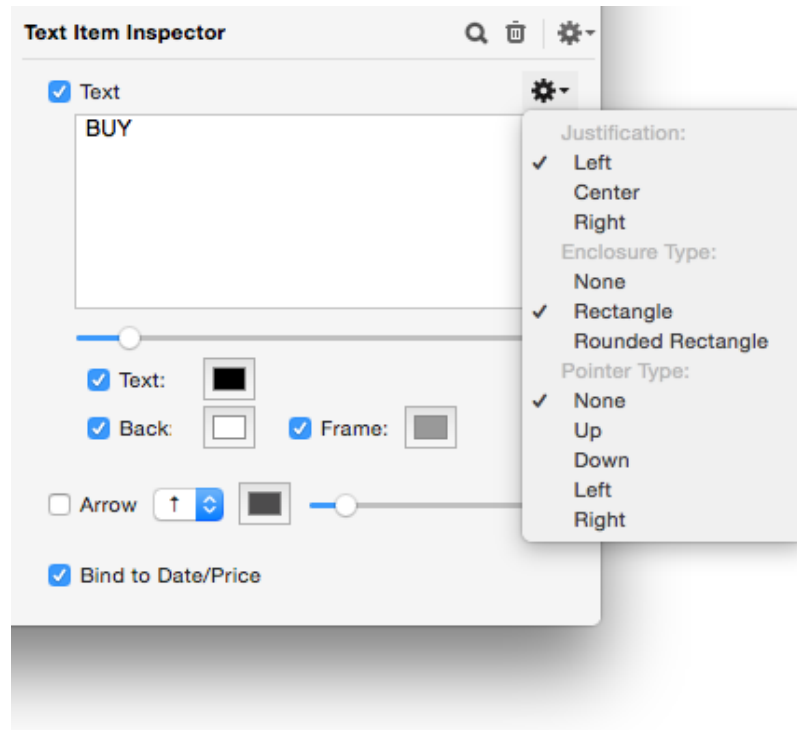 Text Item Inspector
Text
BUY
Text:
Back:
Frame:
Arrow ↑
Bind to Date/Price
Justification:
✓ Left
Center
Right
Enclosure Type:
None
✓ Rectangle
Rounded Rectangle
Pointer Type:
✓ None
Up
Down
Left
Right